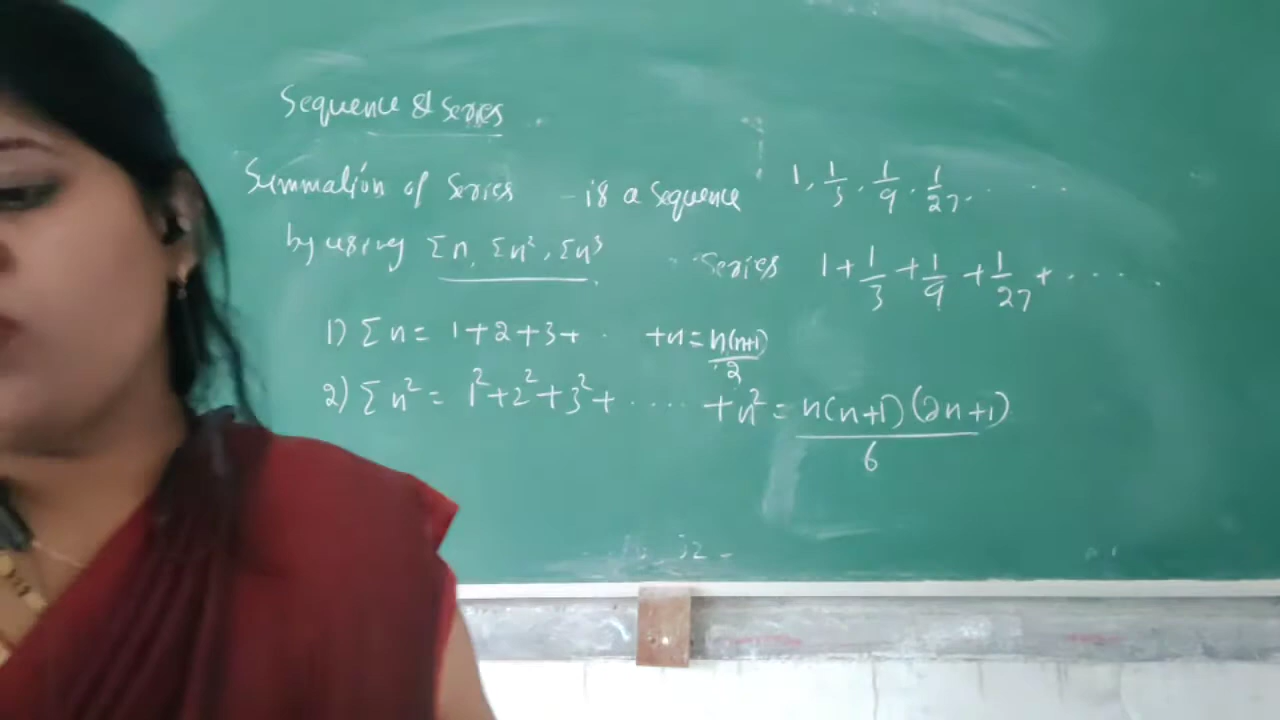 Sequence & Series
Summation of Series - is a Sequence 1, 1/3, 1/9, 1/27, . . .
by using Σn, Σn², Σn³ Series 1 + 1/3 + 1/9 + 1/27 + . . . .
1) Σn = 1+2+3+ . +n = n(n+1)/2
2) Σn² = 1²+2²+3²+ . . . . +n² = n(n+1)(2n+1)/6